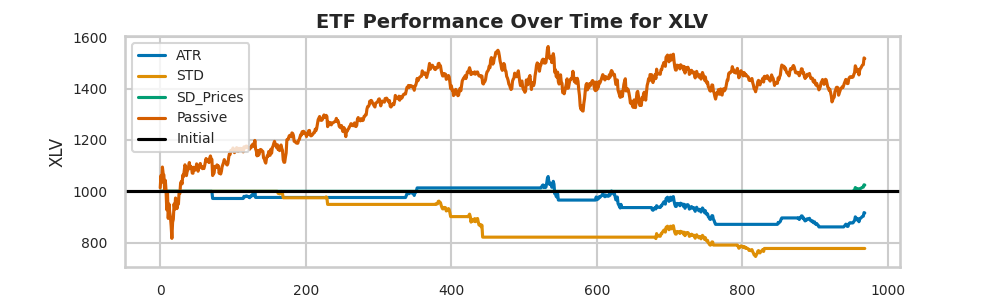 ETF Performance Over Time for XLV
XLV
1600
1400
1200
1000
800
ATR
STD
SD_Prices
Passive
Initial
0 200 400 600 800 1000